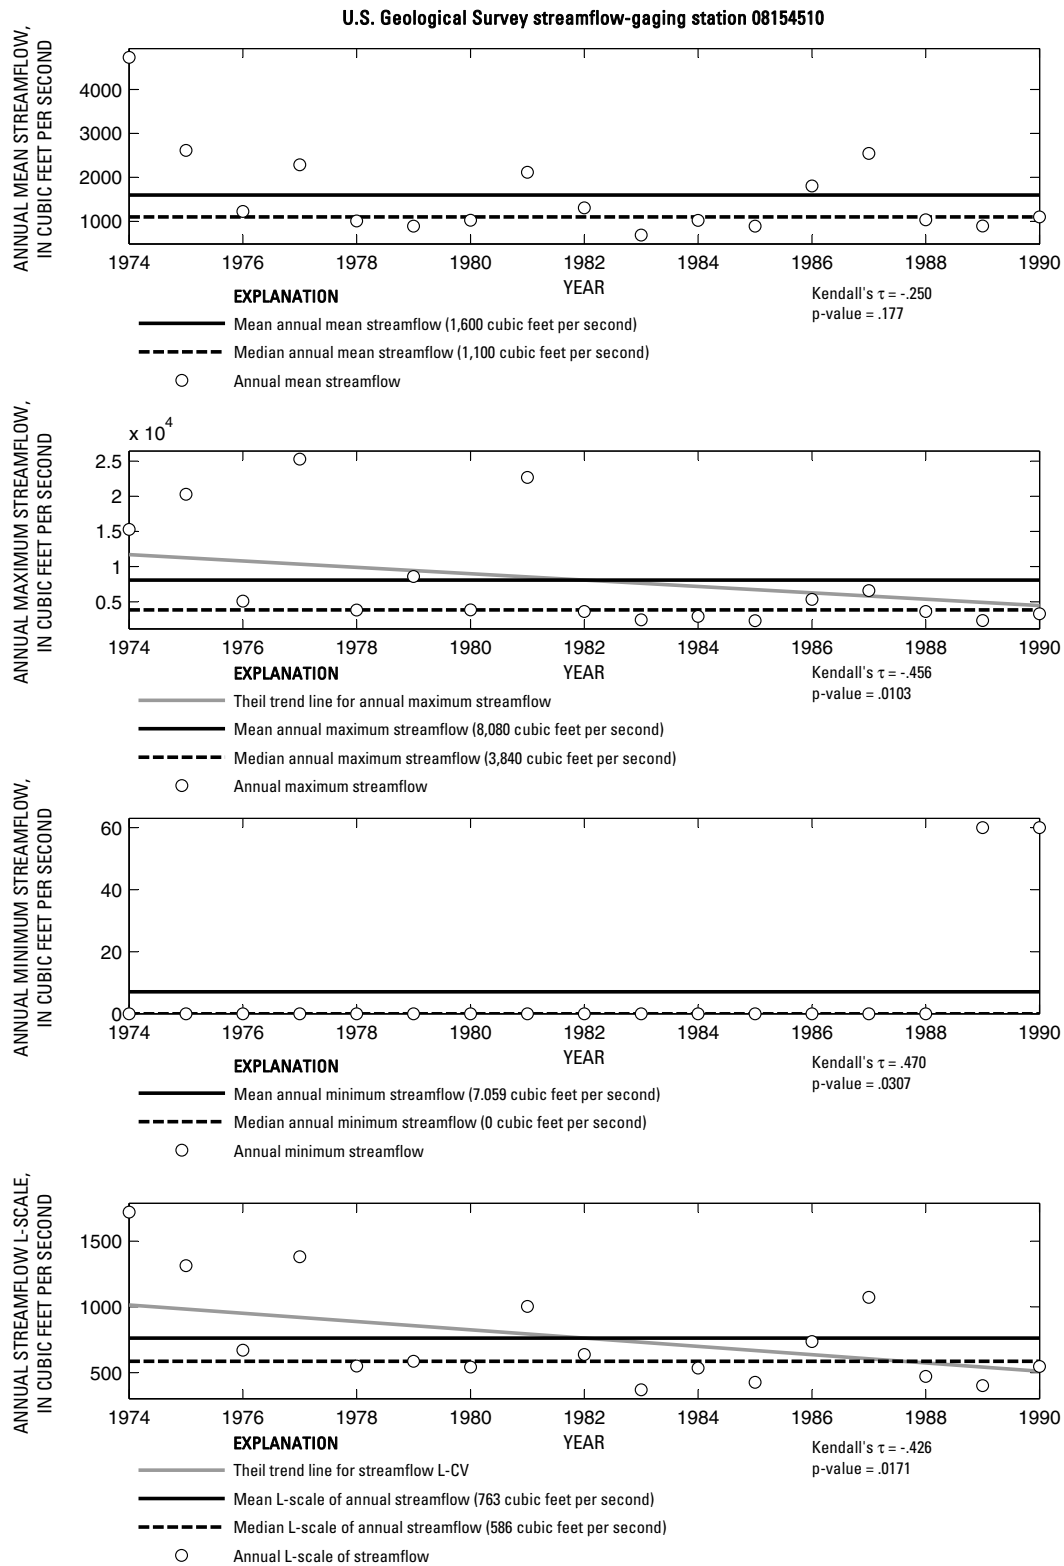 U.S. Geological Survey streamflow-gaging station 08154510
ANNUAL MEAN STREAMFLOW,
IN CUBIC FEET PER SECOND
4000
3000
2000
1000
1974 1976 1978 1980 1982 1984 1986 1988 1990
YEAR
EXPLANATION
Mean annual mean streamflow (1,600 cubic feet per second)
Median annual mean streamflow (1,100 cubic feet per second)
Annual mean streamflow
Kendall's τ = -.250
p-value = .177
ANNUAL MAXIMUM STREAMFLOW,
IN CUBIC FEET PER SECOND
x 10^4
2.5
2
1.5
1
0.5
1974 1976 1978 1980 1982 1984 1986 1988 1990
YEAR
EXPLANATION
Theil trend line for annual maximum streamflow
Mean annual maximum streamflow (8,080 cubic feet per second)
Median annual maximum streamflow (3,840 cubic feet per second)
Annual maximum streamflow
Kendall's τ = -.456
p-value = .0103
ANNUAL MINIMUM STREAMFLOW,
IN CUBIC FEET PER SECOND
60
40
20
0
1974 1976 1978 1980 1982 1984 1986 1988 1990
YEAR
EXPLANATION
Mean annual minimum streamflow (7.059 cubic feet per second)
Median annual minimum streamflow (0 cubic feet per second)
Annual minimum streamflow
Kendall's τ = .470
p-value = .0307
ANNUAL STREAMFLOW L-SCALE,
IN CUBIC FEET PER SECOND
1500
1000
500
1974 1976 1978 1980 1982 1984 1986 1988 1990
YEAR
EXPLANATION
Theil trend line for streamflow L-CV
Mean L-scale of annual streamflow (763 cubic feet per second)
Median L-scale of annual streamflow (586 cubic feet per second)
Annual L-scale of streamflow
Kendall's τ = -.426
p-value = .0171